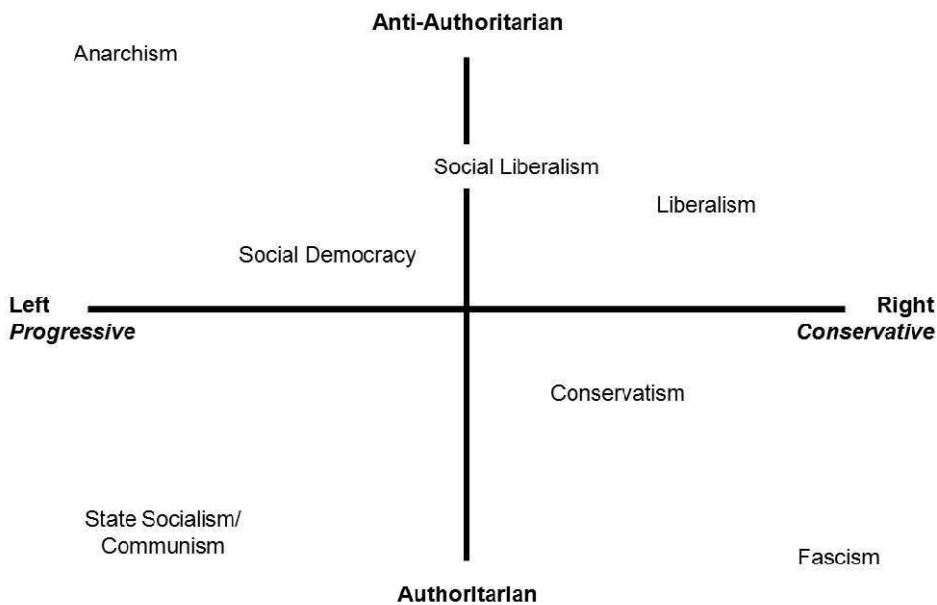 Anti-Authoritarian
Anarchism
Social Liberalism
Liberalism
Social Democracy
Left
Progressive
Right
Conservative
Conservatism
State Socialism/
Communism
Fascism
Authoritarian